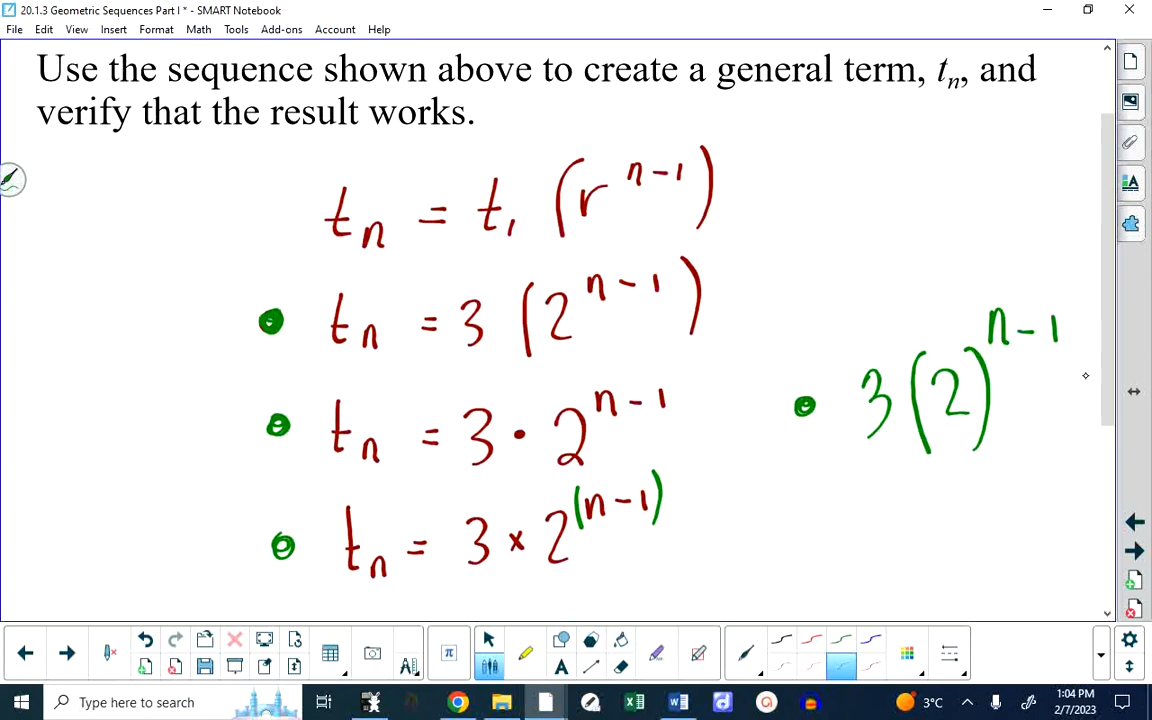 20.1.3 Geometric Sequences Part I * - SMART Notebook
File Edit View Insert Format Math Tools Add-ons Account Help
Use the sequence shown above to create a general term, tₙ, and
verify that the result works.
tₙ = t₁ (rⁿ⁻¹)
tₙ = 3 (2ⁿ⁻¹)
tₙ = 3 · 2ⁿ⁻¹
3(2)ⁿ⁻¹
tₙ = 3 × 2⁽ⁿ⁻¹⁾
Type here to search
3°C
1:04 PM
2/7/2023